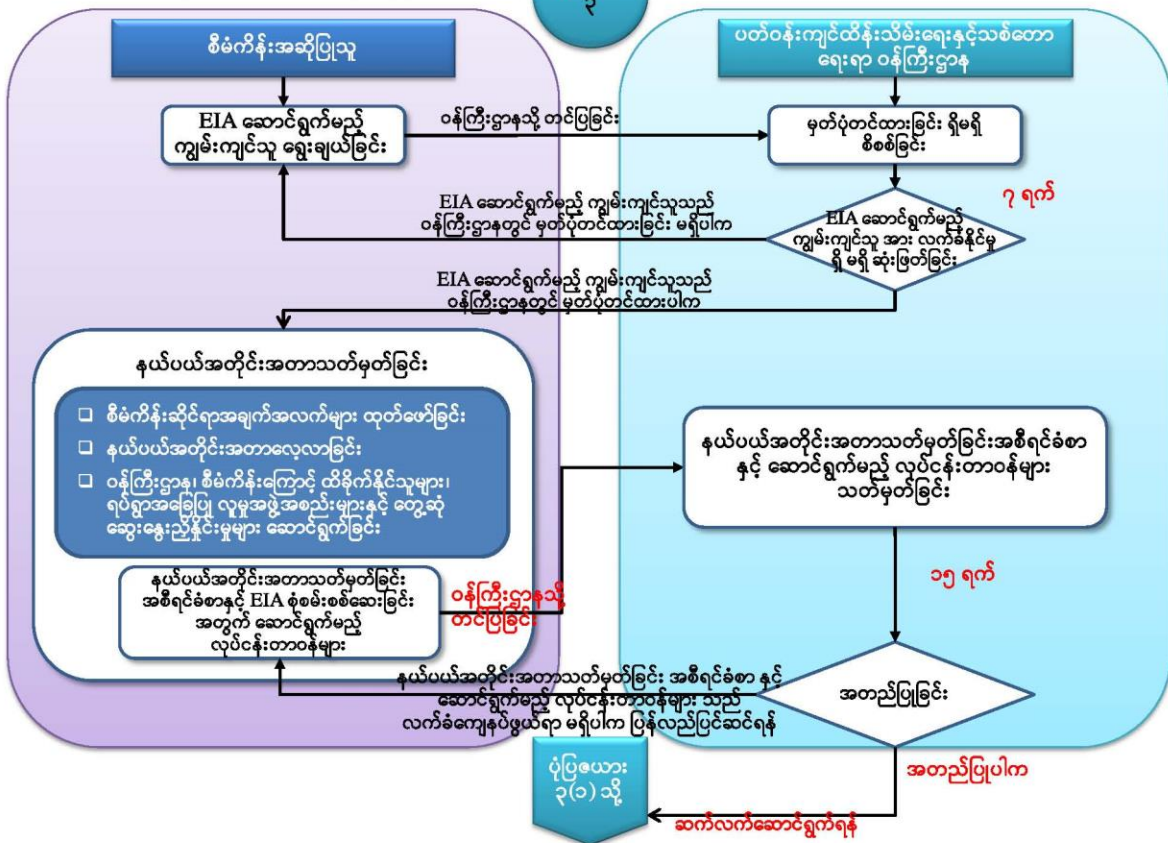 ၃
စီမံကိန်းအဆိုပြုသူ
ပတ်ဝန်းကျင်ထိန်းသိမ်းရေးနှင့်သစ်တော
ရေးရာ ဝန်ကြီးဌာန
EIA ဆောင်ရွက်မည့်
ကျွမ်းကျင်သူ ရွေးချယ်ခြင်း
ဝန်ကြီးဌာနသို့ တင်ပြခြင်း
မှတ်ပုံတင်ထားခြင်း ရှိမရှိ
စိစစ်ခြင်း
၇ ရက်
EIA ဆောင်ရွက်မည့် ကျွမ်းကျင်သူသည်
ဝန်ကြီးဌာနတွင် မှတ်ပုံတင်ထားခြင်း မရှိပါက
EIA ဆောင်ရွက်မည့်
ကျွမ်းကျင်သူ အား လက်ခံနိုင်မှု
ရှိ မရှိ ဆုံးဖြတ်ခြင်း
EIA ဆောင်ရွက်မည့် ကျွမ်းကျင်သူသည်
ဝန်ကြီးဌာနတွင် မှတ်ပုံတင်ထားပါက
နယ်ပယ်အတိုင်းအတာသတ်မှတ်ခြင်း
စီမံကိန်းဆိုင်ရာအချက်အလက်များ ထုတ်ဖော်ခြင်း
နယ်ပယ်အတိုင်းအတာလေ့လာခြင်း
ဝန်ကြီးဌာန၊ စီမံကိန်းကြောင့် ထိခိုက်နိုင်သူများ၊
ရပ်ရွာအခြေပြု လူမှုအဖွဲ့အစည်းများနှင့် တွေ့ဆုံ
ဆွေးနွေးညှိနှိုင်းမှုများ ဆောင်ရွက်ခြင်း
နယ်ပယ်အတိုင်းအတာသတ်မှတ်ခြင်း
အစီရင်ခံစာနှင့် EIA စုံစမ်းစစ်ဆေးခြင်း
အတွက် ဆောင်ရွက်မည့်
လုပ်ငန်းတာဝန်များ
ဝန်ကြီးဌာနသို့
တင်ပြခြင်း
နယ်ပယ်အတိုင်းအတာသတ်မှတ်ခြင်းအစီရင်ခံစာ
နှင့် ဆောင်ရွက်မည့် လုပ်ငန်းတာဝန်များ
သတ်မှတ်ခြင်း
၁၅ ရက်
နယ်ပယ်အတိုင်းအတာသတ်မှတ်ခြင်း အစီရင်ခံစာ နှင့်
ဆောင်ရွက်မည့် လုပ်ငန်းတာဝန်များ သည်
လက်ခံကျေနပ်ဖွယ်ရာ မရှိပါက ပြန်လည်ပြင်ဆင်ရန်
အတည်ပြုခြင်း
အတည်ပြုပါက
ပုံပြဇယား
၃(၁) သို့
ဆက်လက်ဆောင်ရွက်ရန်